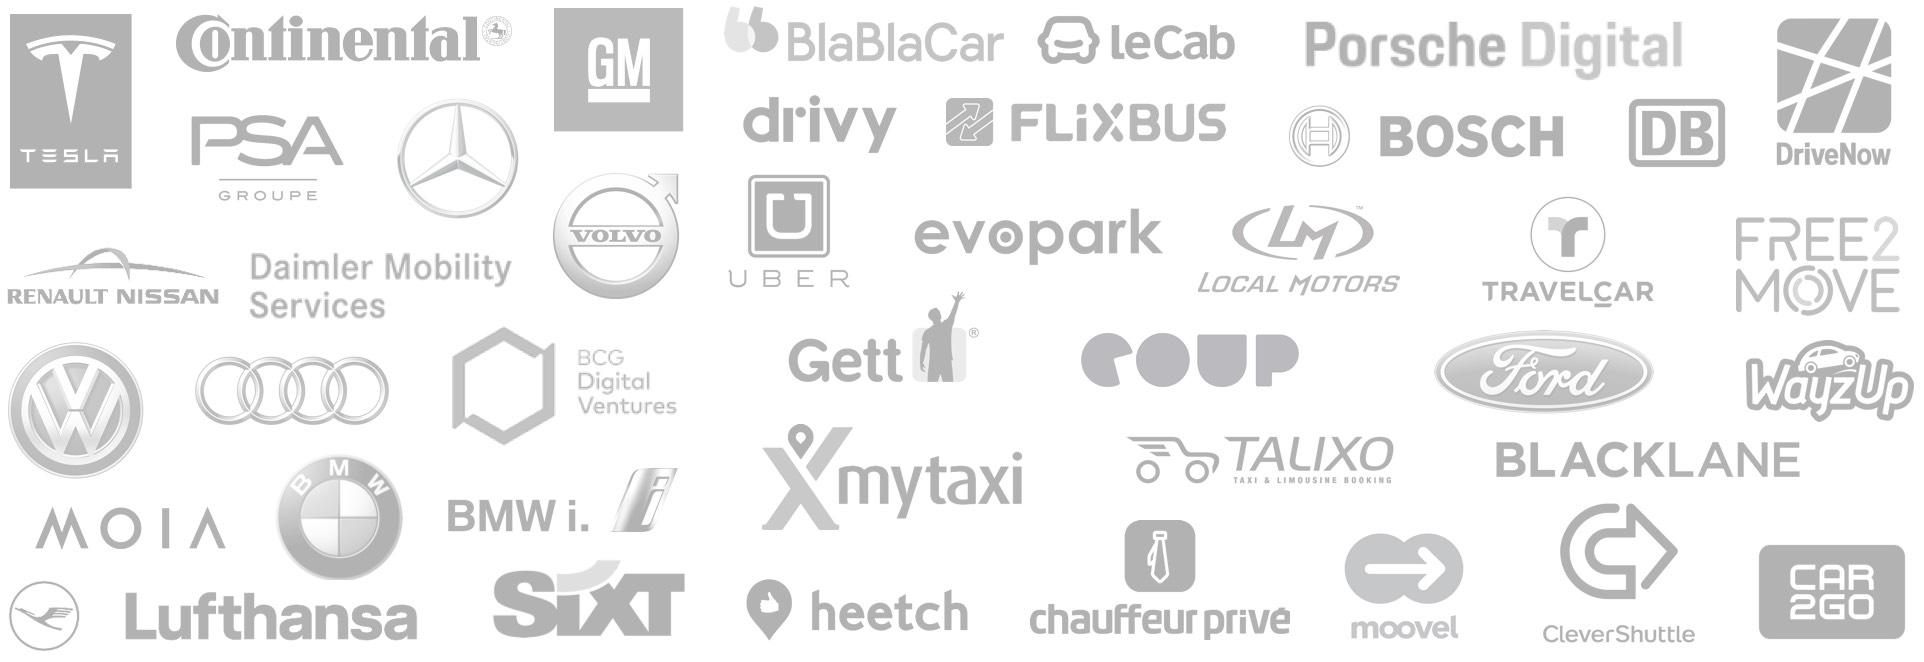 TESLA
Continental
GM
PSA
GROUPE
VOLVO
RENAULT NISSAN
Daimler Mobility
Services
BCG
Digital
Ventures
MOIA
BMW
BMW i.
i
Lufthansa
SiXT
BlaBlaCar
leCab
Porsche Digital
drivy
FLiXBUS
BOSCH
DB
DriveNow
U
UBER
evopark
LM ™
LOCAL MOTORS
TRAVELCAR
FREE2
MOVE
Gett ®
COUP
Ford
WayzUp
mytaxi
TALIXO
TAXI & LIMOUSINE BOOKING
BLACKLANE
heetch
chauffeur privé
moovel
CleverShuttle
CAR
2GO